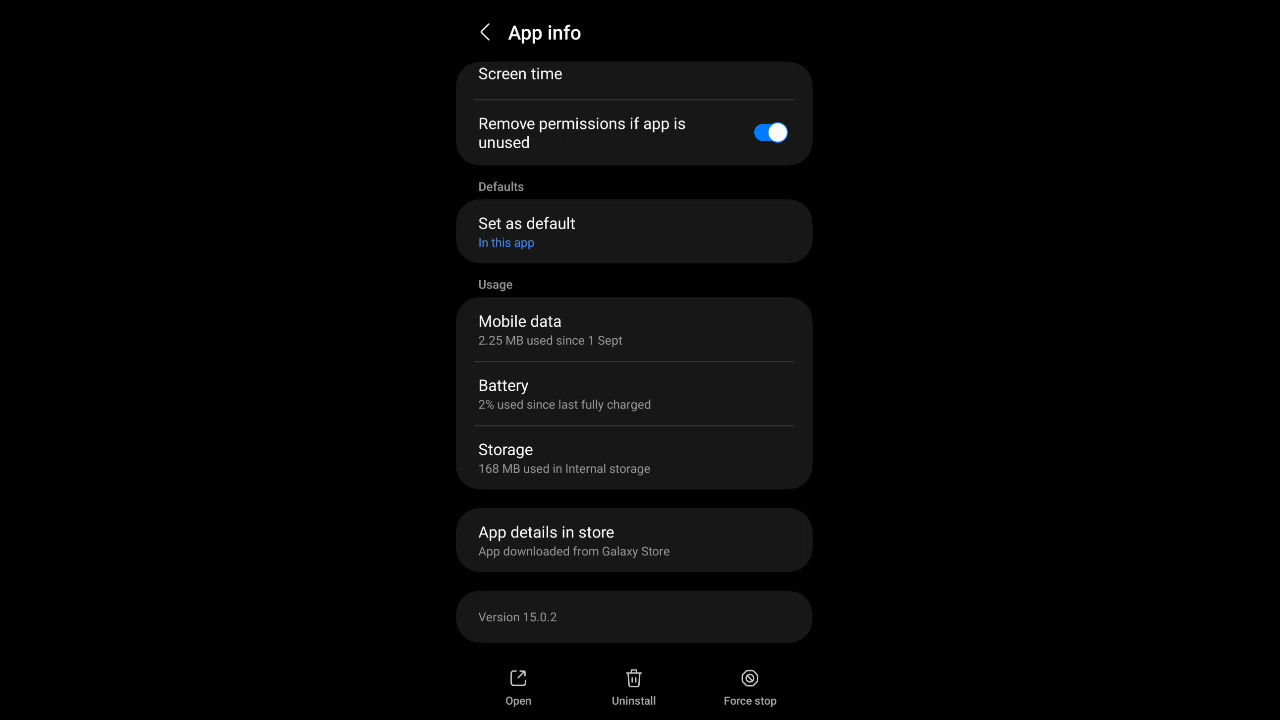 App info
Screen time
Remove permissions if app is
unused
Defaults
Set as default
In this app
Usage
Mobile data
2.25 MB used since 1 Sept
Battery
2% used since last fully charged
Storage
168 MB used in Internal storage
App details in store
App downloaded from Galaxy Store
Version 15.0.2
Open
Uninstall
Force stop